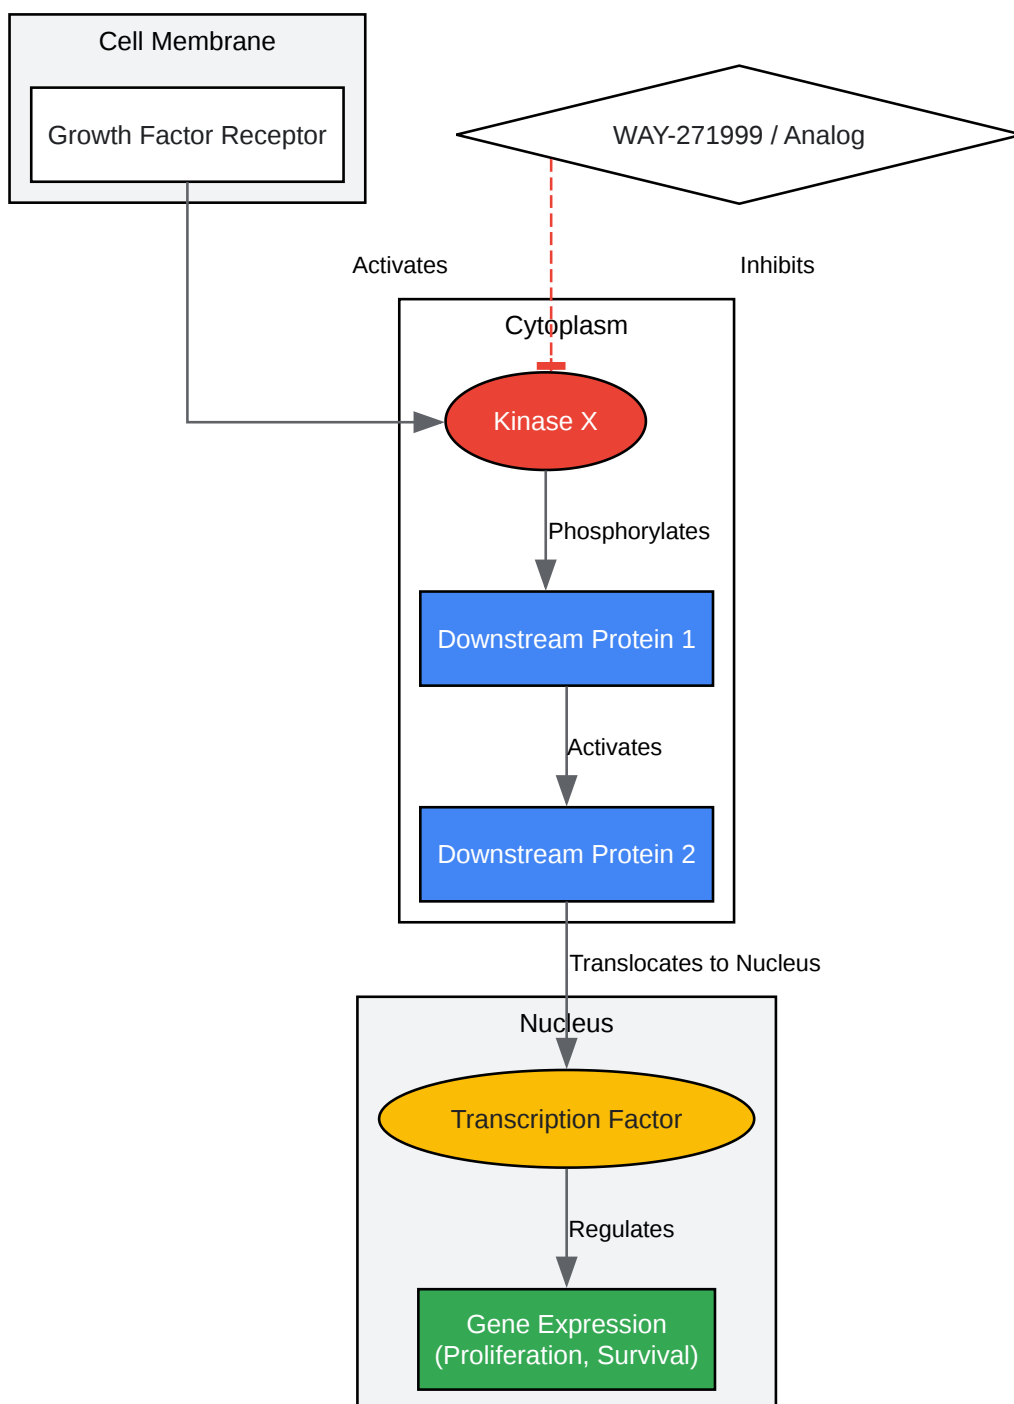 Cell Membrane
Growth Factor Receptor
WAY-271999 / Analog
Activates
Inhibits
Cytoplasm
Kinase X
Phosphorylates
Downstream Protein 1
Activates
Downstream Protein 2
Translocates to Nucleus
Nucleus
Transcription Factor
Regulates
Gene Expression
(Proliferation, Survival)